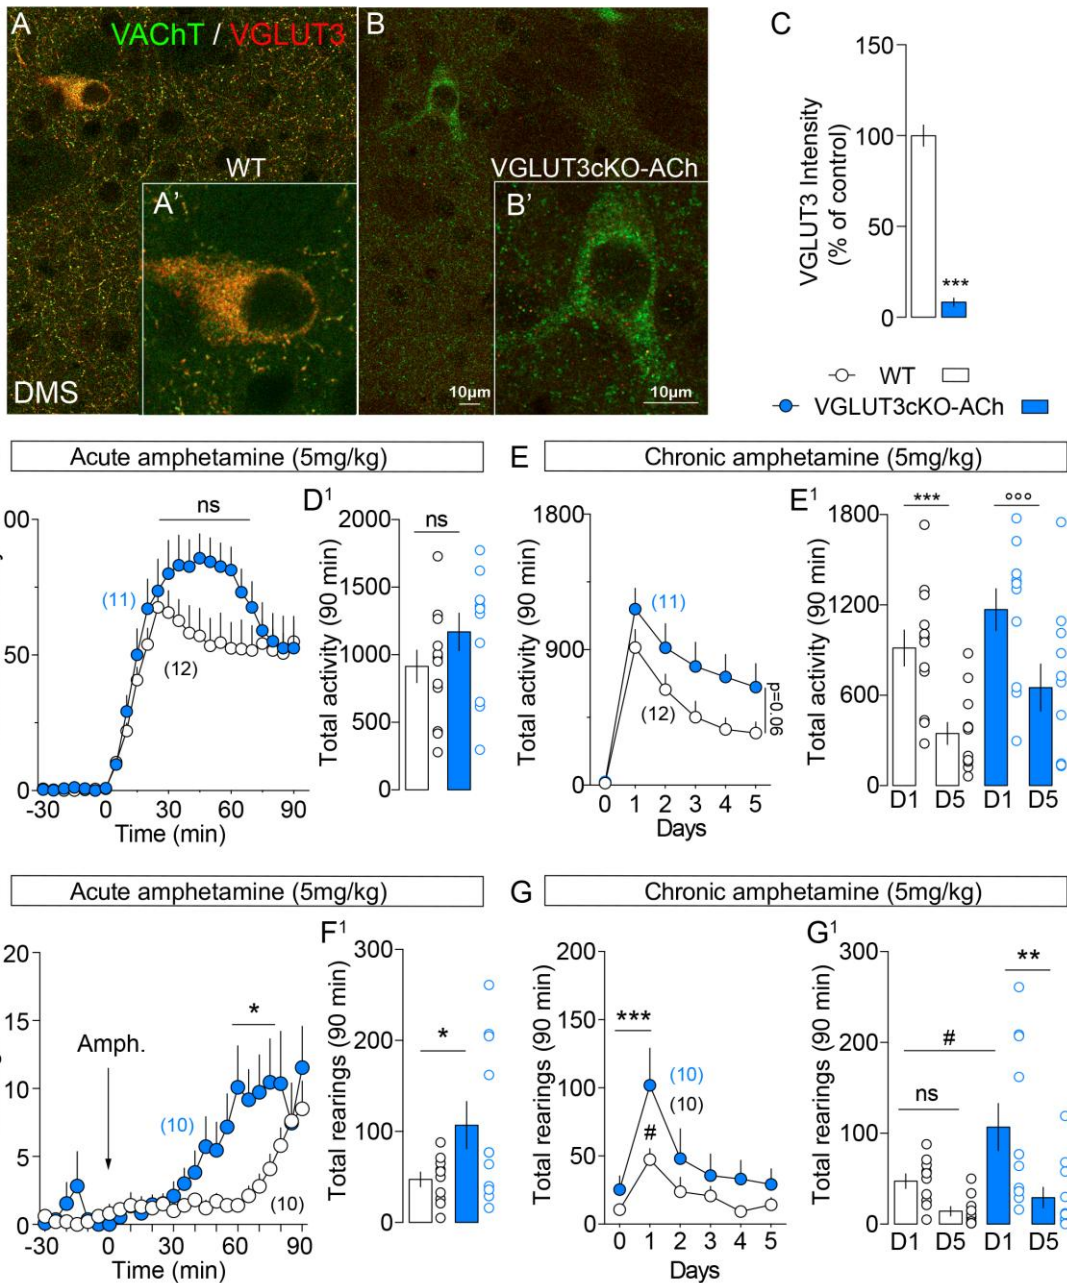 A
VAChT / VGLUT3
B
WT
VGLUT3cKO-ACh
A'
B'
DMS
10µm
10µm
C
VGLUT3 Intensity
(% of control)
150
100
50
0
***
WT
VGLUT3cKO-ACh
Acute amphetamine (5mg/kg)
00
50
0
ns
(11)
(12)
-30
0
30
60
90
Time (min)
D¹
Total activity (90 min)
2000
1500
1000
500
0
ns
E
Chronic amphetamine (5mg/kg)
Total activity (90 min)
1800
900
0
(11)
(12)
p=0.06
0 1 2 3 4 5
Days
E¹
Total activity (90 min)
1800
1200
600
0
***
°°°
D1 D5 D1 D5
Acute amphetamine (5mg/kg)
20
15
10
5
0
Amph.
*
(10)
(10)
-30
0
30
60
90
Time (min)
F¹
Total rearings (90 min)
300
200
100
0
*
G
Chronic amphetamine (5mg/kg)
Total rearings (90 min)
200
150
100
50
0
***
#
(10)
(10)
0 1 2 3 4 5
Days
G¹
Total rearings (90 min)
300
200
100
0
ns
#
**
D1 D5 D1 D5